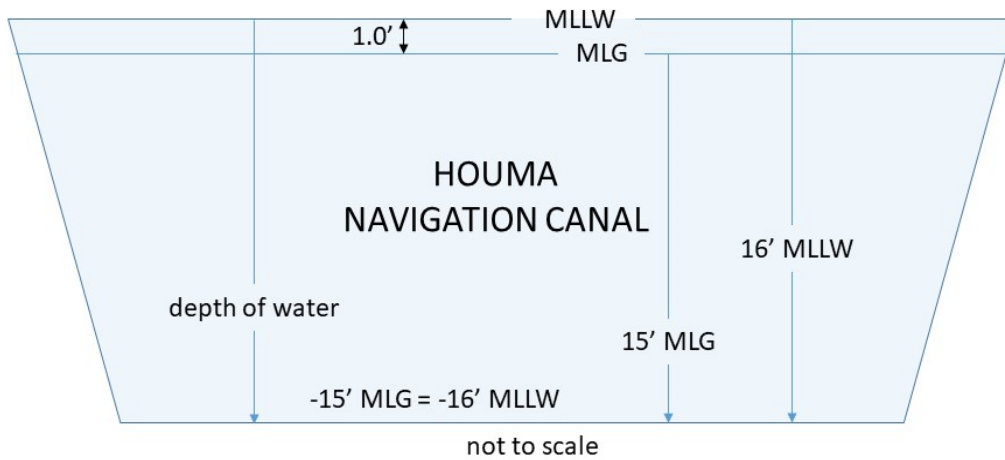 MLLW
1.0’
MLG
HOUMA
NAVIGATION CANAL
16’ MLLW
depth of water
15’ MLG
-15’ MLG = -16’ MLLW
not to scale